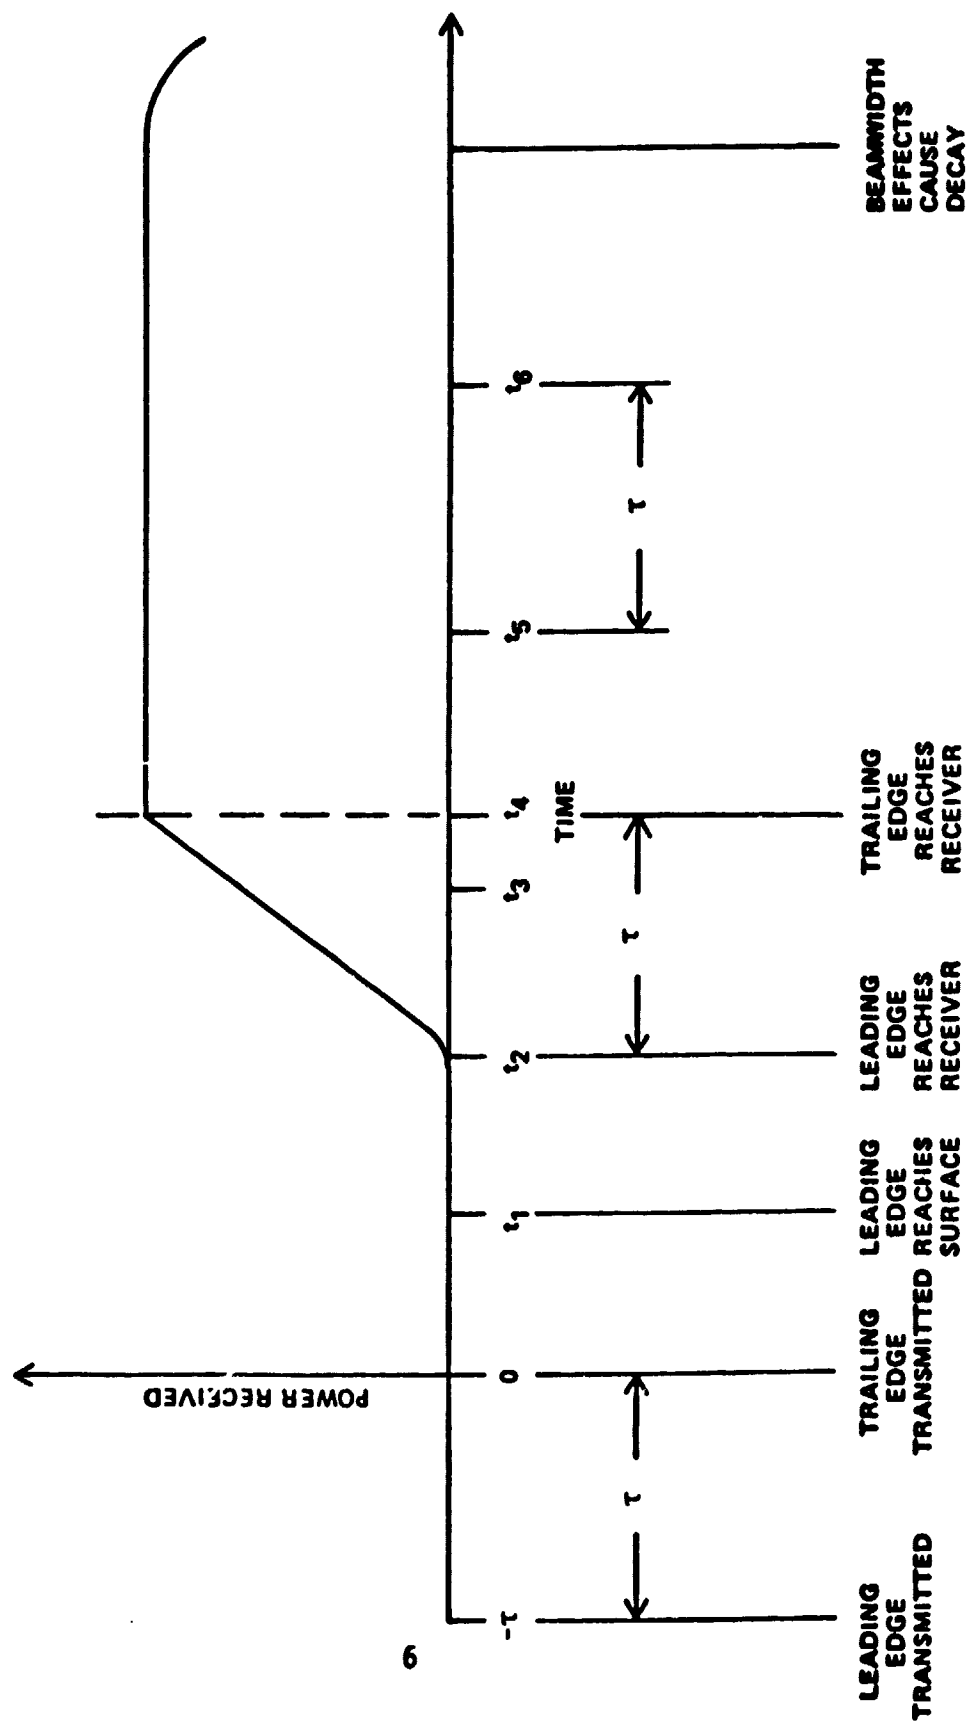 POWER RECEIVED
-τ
0
t1
t2
t3
t4
t5
t6
TIME
τ
τ
τ
LEADING
EDGE
TRANSMITTED
TRAILING
EDGE
TRANSMITTED
LEADING
EDGE
REACHES
SURFACE
LEADING
EDGE
REACHES
RECEIVER
TRAILING
EDGE
REACHES
RECEIVER
BEAMWIDTH
EFFECTS
CAUSE
DECAY
9